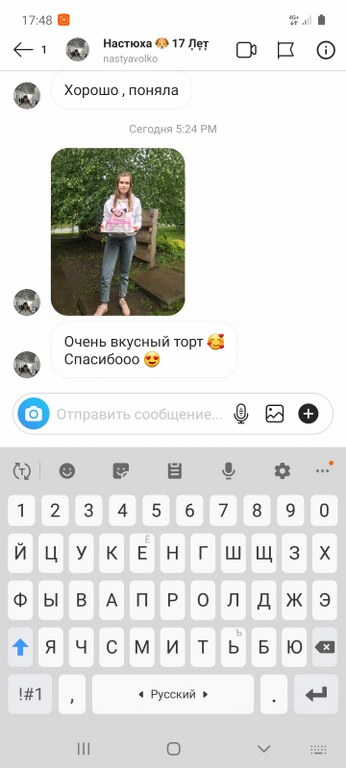 17:48
4G+
1
Настюха 🐶 17 Лет
nastyavolko
Хорошо , поняла
Сегодня 5:24 PM
Очень вкусный торт 🥰
Спасибооо 😍
Отправить сообщение...
T
1 2 3 4 5 6 7 8 9 0
Ё
Й Ц У К Е Н Г Ш Щ З Х
Ф Ы В А П Р О Л Д Ж Э
Ъ
Я Ч С М И Т Ь Б Ю
!#1 , Русский .